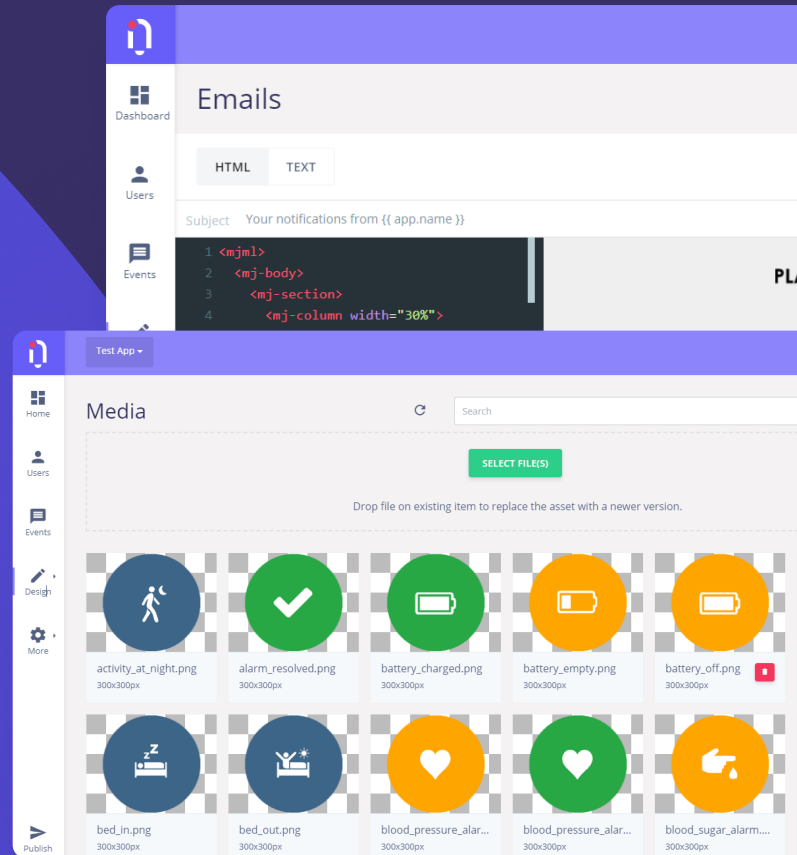 Emails
Dashboard
HTML TEXT
Users
Subject Your notifications from {{ app.name }}
1 <mjml>
2 <mj-body>
Events
3 <mj-section>
4 <mj-column width="30%">
PLA
Test App
Home
Media
Search
Users
SELECT FILE(S)
Drop file on existing item to replace the asset with a newer version.
Events
Design
More
activity_at_night.png
300x300px
alarm_resolved.png
300x300px
battery_charged.png
300x300px
battery_empty.png
300x300px
battery_off.png
300x300px
zZ
bed_in.png
300x300px
bed_out.png
300x300px
blood_pressure_alar...
300x300px
blood_pressure_alar...
300x300px
blood_sugar_alarm....
300x300px
Publish